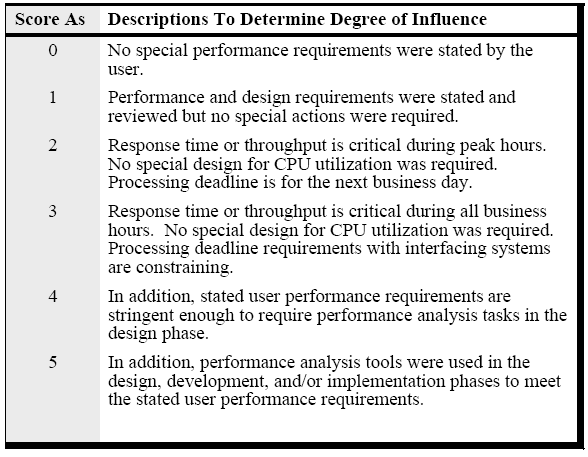 Score As Descriptions To Determine Degree of Influence
0 No special performance requirements were stated by the
user.
1 Performance and design requirements were stated and
reviewed but no special actions were required.
2 Response time or throughput is critical during peak hours.
No special design for CPU utilization was required.
Processing deadline is for the next business day.
3 Response time or throughput is critical during all business
hours.  No special design for CPU utilization was required.
Processing deadline requirements with interfacing systems
are constraining.
4 In addition, stated user performance requirements are
stringent enough to require performance analysis tasks in the
design phase.
5 In addition, performance analysis tools were used in the
design, development, and/or implementation phases to meet
the stated user performance requirements.